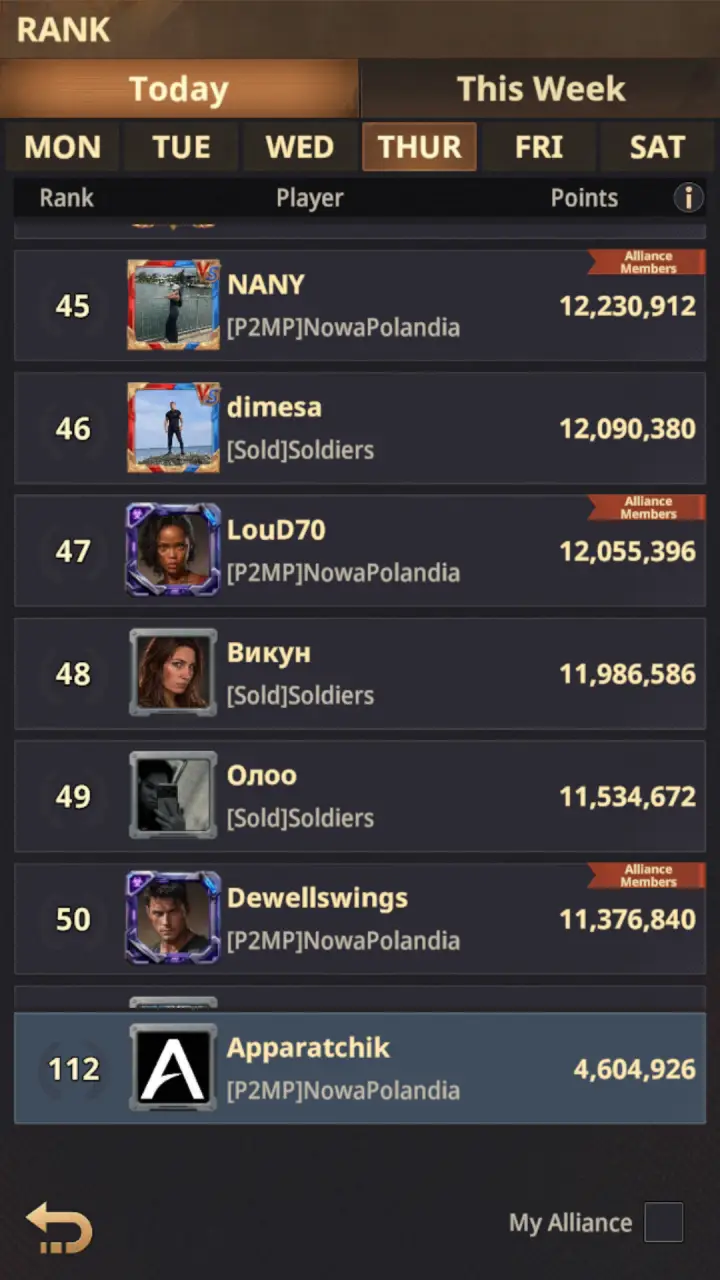 RANK
Today
This Week
MON
TUE
WED
THUR
FRI
SAT
Rank
Player
Points
i
45
VS
NANY
[P2MP]NowaPolandia
Alliance
Members
12,230,912
46
VS
dimesa
[Sold]Soldiers
12,090,380
47
LouD70
[P2MP]NowaPolandia
Alliance
Members
12,055,396
48
Викун
[Sold]Soldiers
11,986,586
49
Олоо
[Sold]Soldiers
11,534,672
50
Dewellswings
[P2MP]NowaPolandia
Alliance
Members
11,376,840
112
A
Apparatchik
[P2MP]NowaPolandia
4,604,926
My Alliance